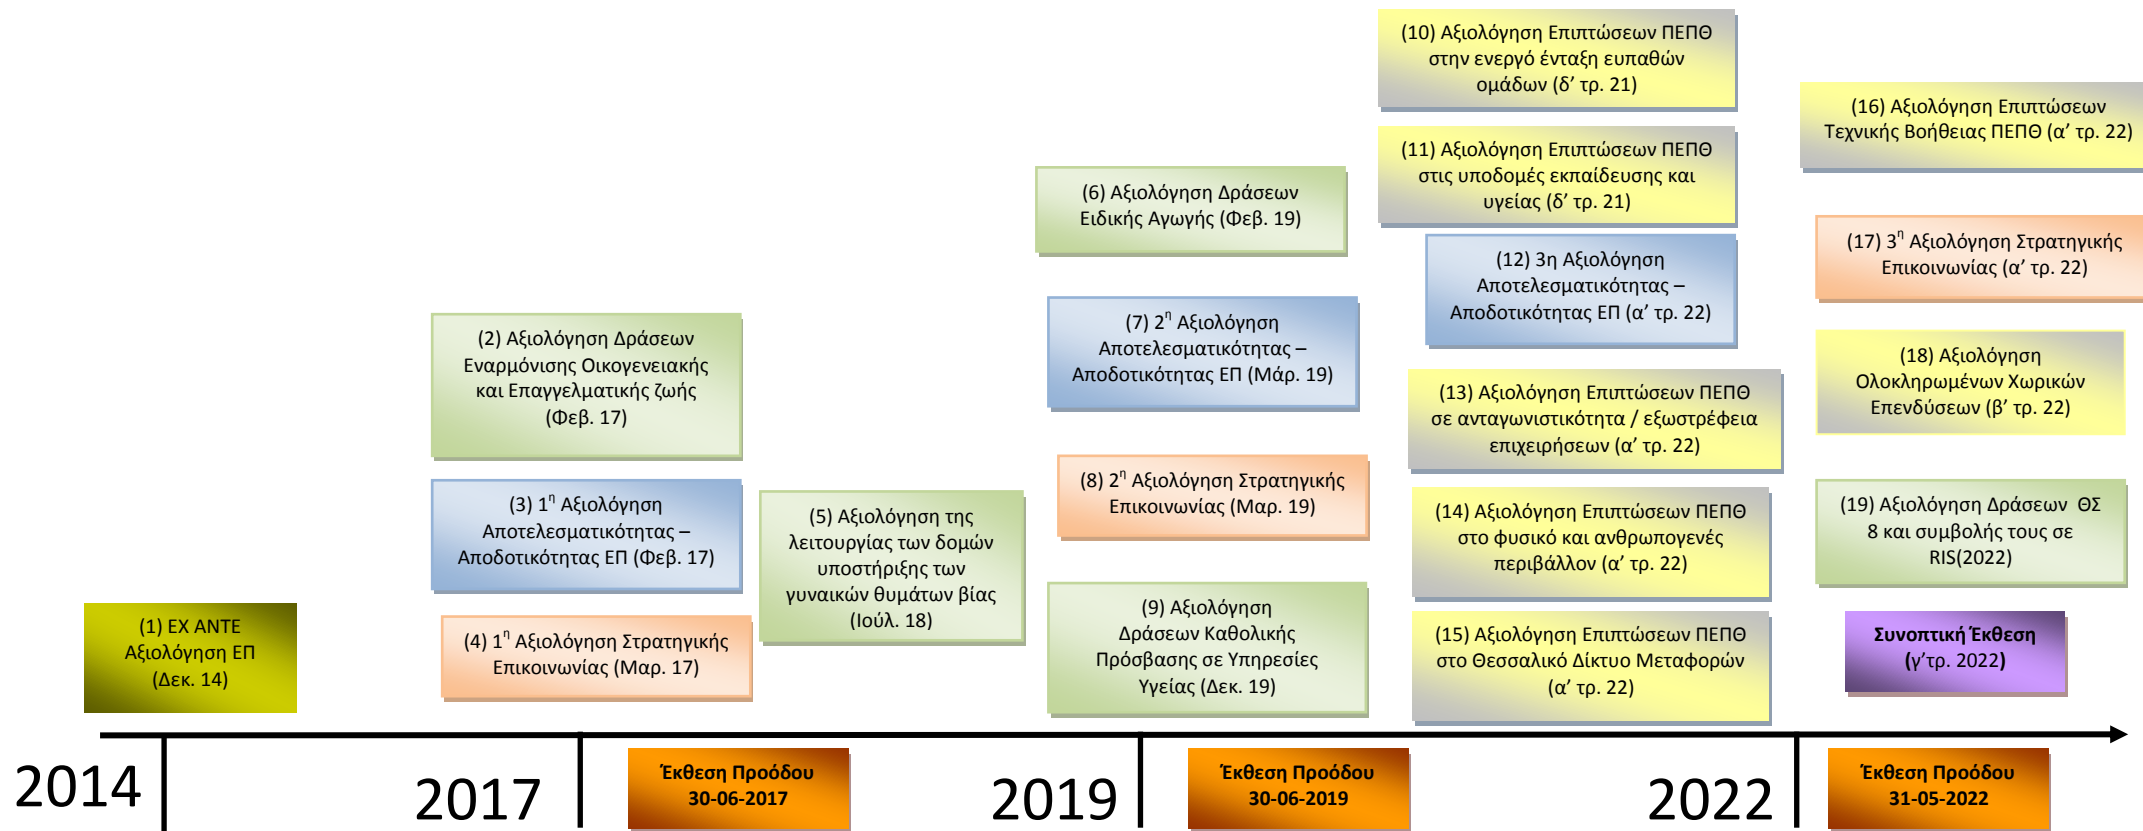 (1) EX ANTE
Αξιολόγηση ΕΠ
(Δεκ. 14)
(2) Αξιολόγηση Δράσεων
Εναρμόνισης Οικογενειακής
και Επαγγελματικής ζωής
(Φεβ. 17)
(3) 1η Αξιολόγηση
Αποτελεσματικότητας –
Αποδοτικότητας ΕΠ (Φεβ. 17)
(4) 1η Αξιολόγηση Στρατηγικής
Επικοινωνίας (Μαρ. 17)
(5) Αξιολόγηση της
λειτουργίας των δομών
υποστήριξης των
γυναικών θυμάτων βίας
(Ιούλ. 18)
(6) Αξιολόγηση Δράσεων
Ειδικής Αγωγής (Φεβ. 19)
(7) 2η Αξιολόγηση
Αποτελεσματικότητας –
Αποδοτικότητας ΕΠ (Μάρ. 19)
(8) 2η Αξιολόγηση Στρατηγικής
Επικοινωνίας (Μαρ. 19)
(9) Αξιολόγηση
Δράσεων Καθολικής
Πρόσβασης σε Υπηρεσίες
Υγείας (Δεκ. 19)
(10) Αξιολόγηση Επιπτώσεων ΠΕΠΘ
στην ενεργό ένταξη ευπαθών
ομάδων (δ’ τρ. 21)
(11) Αξιολόγηση Επιπτώσεων ΠΕΠΘ
στις υποδομές εκπαίδευσης και
υγείας (δ’ τρ. 21)
(12) 3η Αξιολόγηση
Αποτελεσματικότητας –
Αποδοτικότητας ΕΠ (α’ τρ. 22)
(13) Αξιολόγηση Επιπτώσεων ΠΕΠΘ
σε ανταγωνιστικότητα / εξωστρέφεια
επιχειρήσεων (α’ τρ. 22)
(14) Αξιολόγηση Επιπτώσεων ΠΕΠΘ
στο φυσικό και ανθρωπογενές
περιβάλλον (α’ τρ. 22)
(15) Αξιολόγηση Επιπτώσεων ΠΕΠΘ
στο Θεσσαλικό Δίκτυο Μεταφορών
(α’ τρ. 22)
(16) Αξιολόγηση Επιπτώσεων
Τεχνικής Βοήθειας ΠΕΠΘ (α’ τρ. 22)
(17) 3η Αξιολόγηση Στρατηγικής
Επικοινωνίας (α’ τρ. 22)
(18) Αξιολόγηση
Ολοκληρωμένων Χωρικών
Επενδύσεων (β’ τρ. 22)
(19) Αξιολόγηση Δράσεων ΘΣ
8 και συμβολής τους σε
RIS(2022)
Συνοπτική Έκθεση
(γ’τρ. 2022)
2014
2017
Έκθεση Προόδου
30-06-2017
2019
Έκθεση Προόδου
30-06-2019
2022
Έκθεση Προόδου
31-05-2022